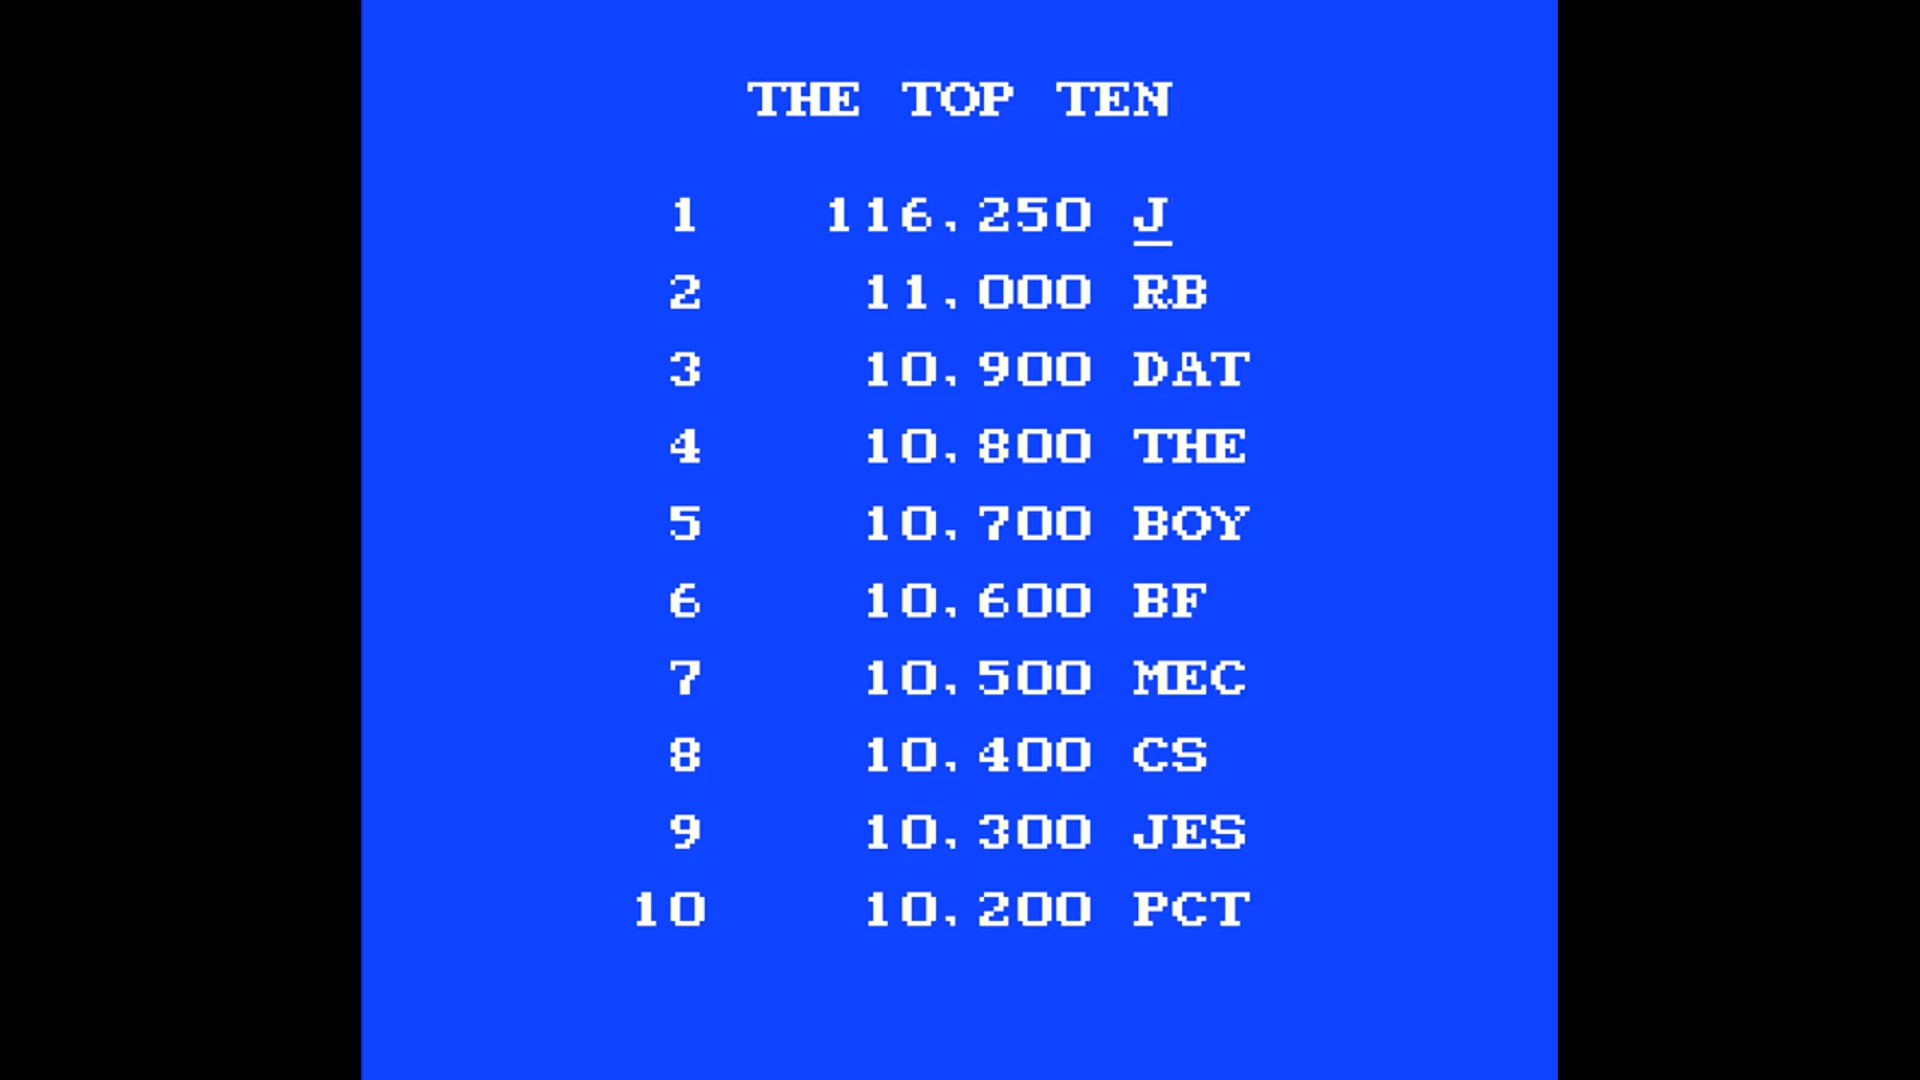 THE TOP TEN
1 116,250 J
2 11,000 RB
3 10,900 DAT
4 10,800 THE
5 10,700 BOY
6 10,600 BF
7 10,500 MEC
8 10,400 CS
9 10,300 JES
10 10,200 PCT